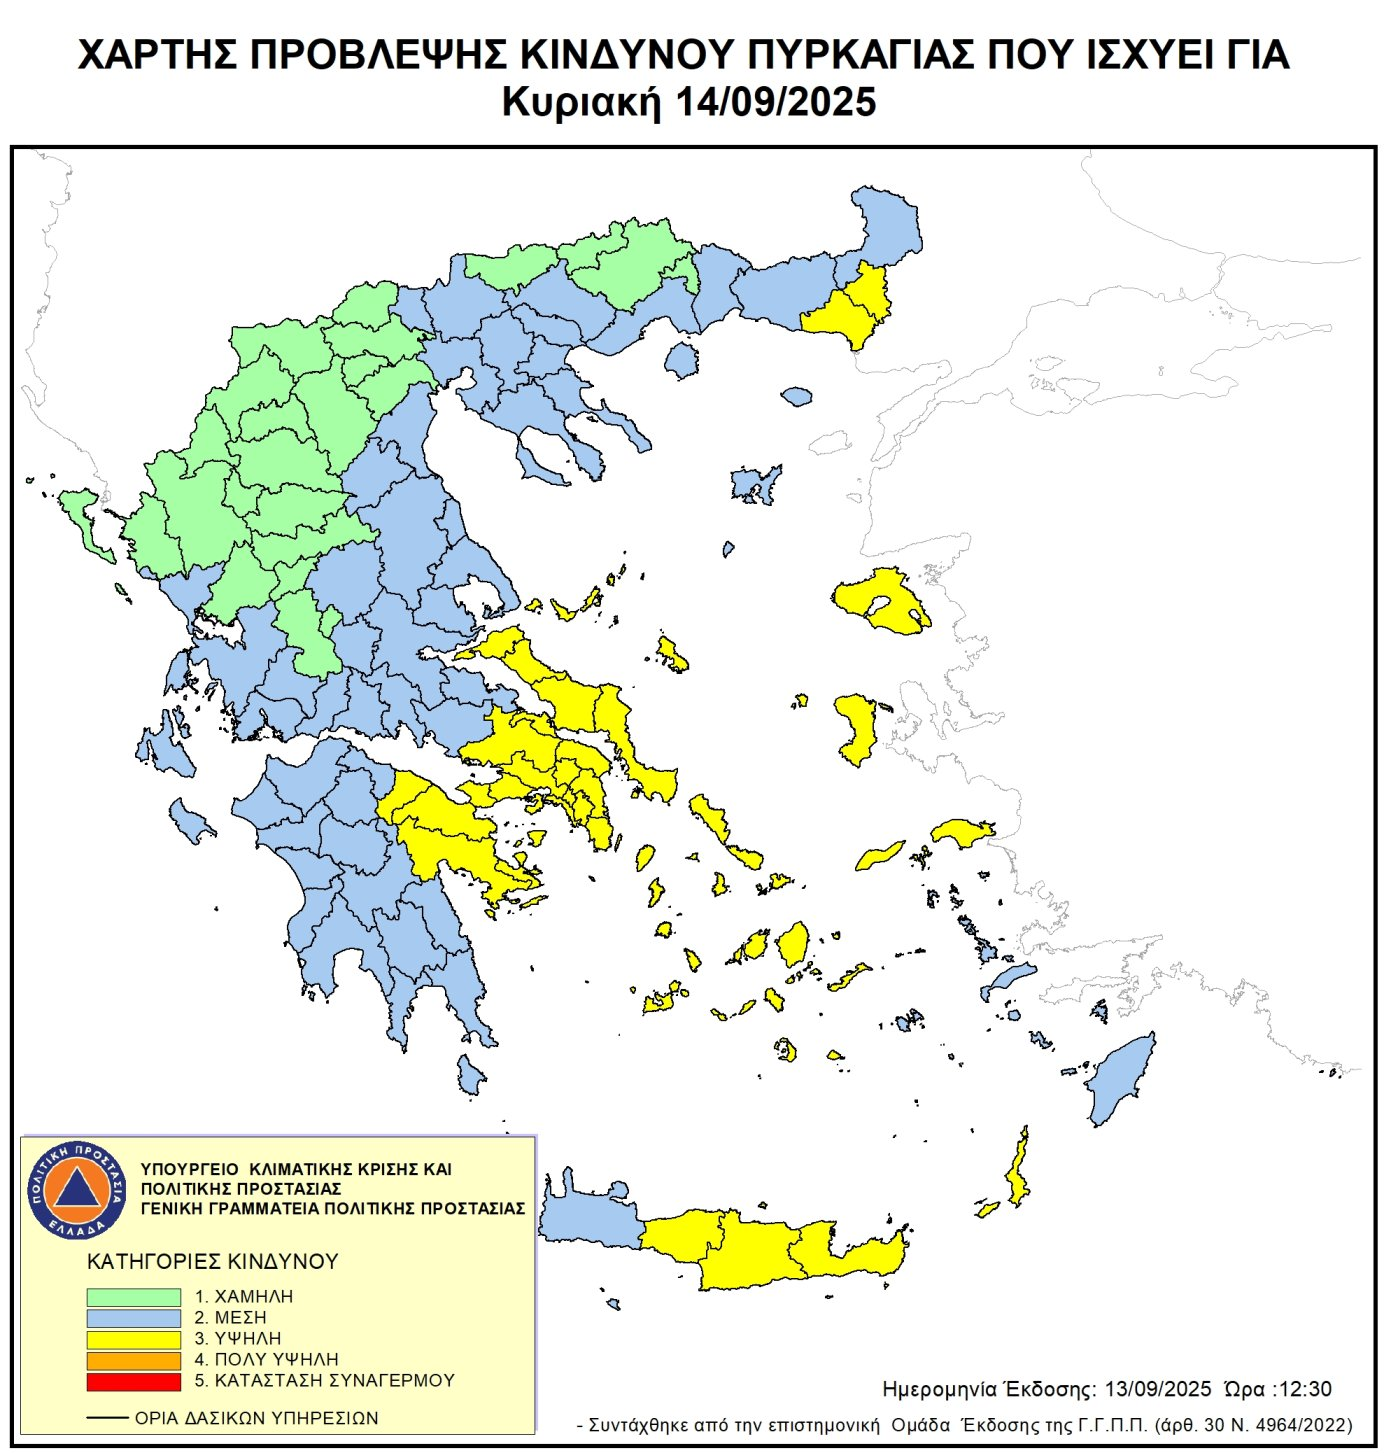 ΧΑΡΤΗΣ ΠΡΟΒΛΕΨΗΣ ΚΙΝΔΥΝΟΥ ΠΥΡΚΑΓΙΑΣ ΠΟΥ ΙΣΧΥΕΙ ΓΙΑ
Κυριακή 14/09/2025
ΠΟΛΙΤΙΚΗ ΠΡΟΣΤΑΣΙΑ
ΕΛΛΑΔΑ
ΥΠΟΥΡΓΕΙΟ ΚΛΙΜΑΤΙΚΗΣ ΚΡΙΣΗΣ ΚΑΙ
ΠΟΛΙΤΙΚΗΣ ΠΡΟΣΤΑΣΙΑΣ
ΓΕΝΙΚΗ ΓΡΑΜΜΑΤΕΙΑ ΠΟΛΙΤΙΚΗΣ ΠΡΟΣΤΑΣΙΑΣ
ΚΑΤΗΓΟΡΙΕΣ ΚΙΝΔΥΝΟΥ
1. ΧΑΜΗΛΗ
2. ΜΕΣΗ
3. ΥΨΗΛΗ
4. ΠΟΛΥ ΥΨΗΛΗ
5. ΚΑΤΑΣΤΑΣΗ ΣΥΝΑΓΕΡΜΟΥ
ΟΡΙΑ ΔΑΣΙΚΩΝ ΥΠΗΡΕΣΙΩΝ
Ημερομηνία Έκδοσης: 13/09/2025 Ώρα :12:30
- Συντάχθηκε από την επιστημονική Ομάδα Έκδοσης της Γ.Γ.Π.Π. (άρθ. 30 Ν. 4964/2022)